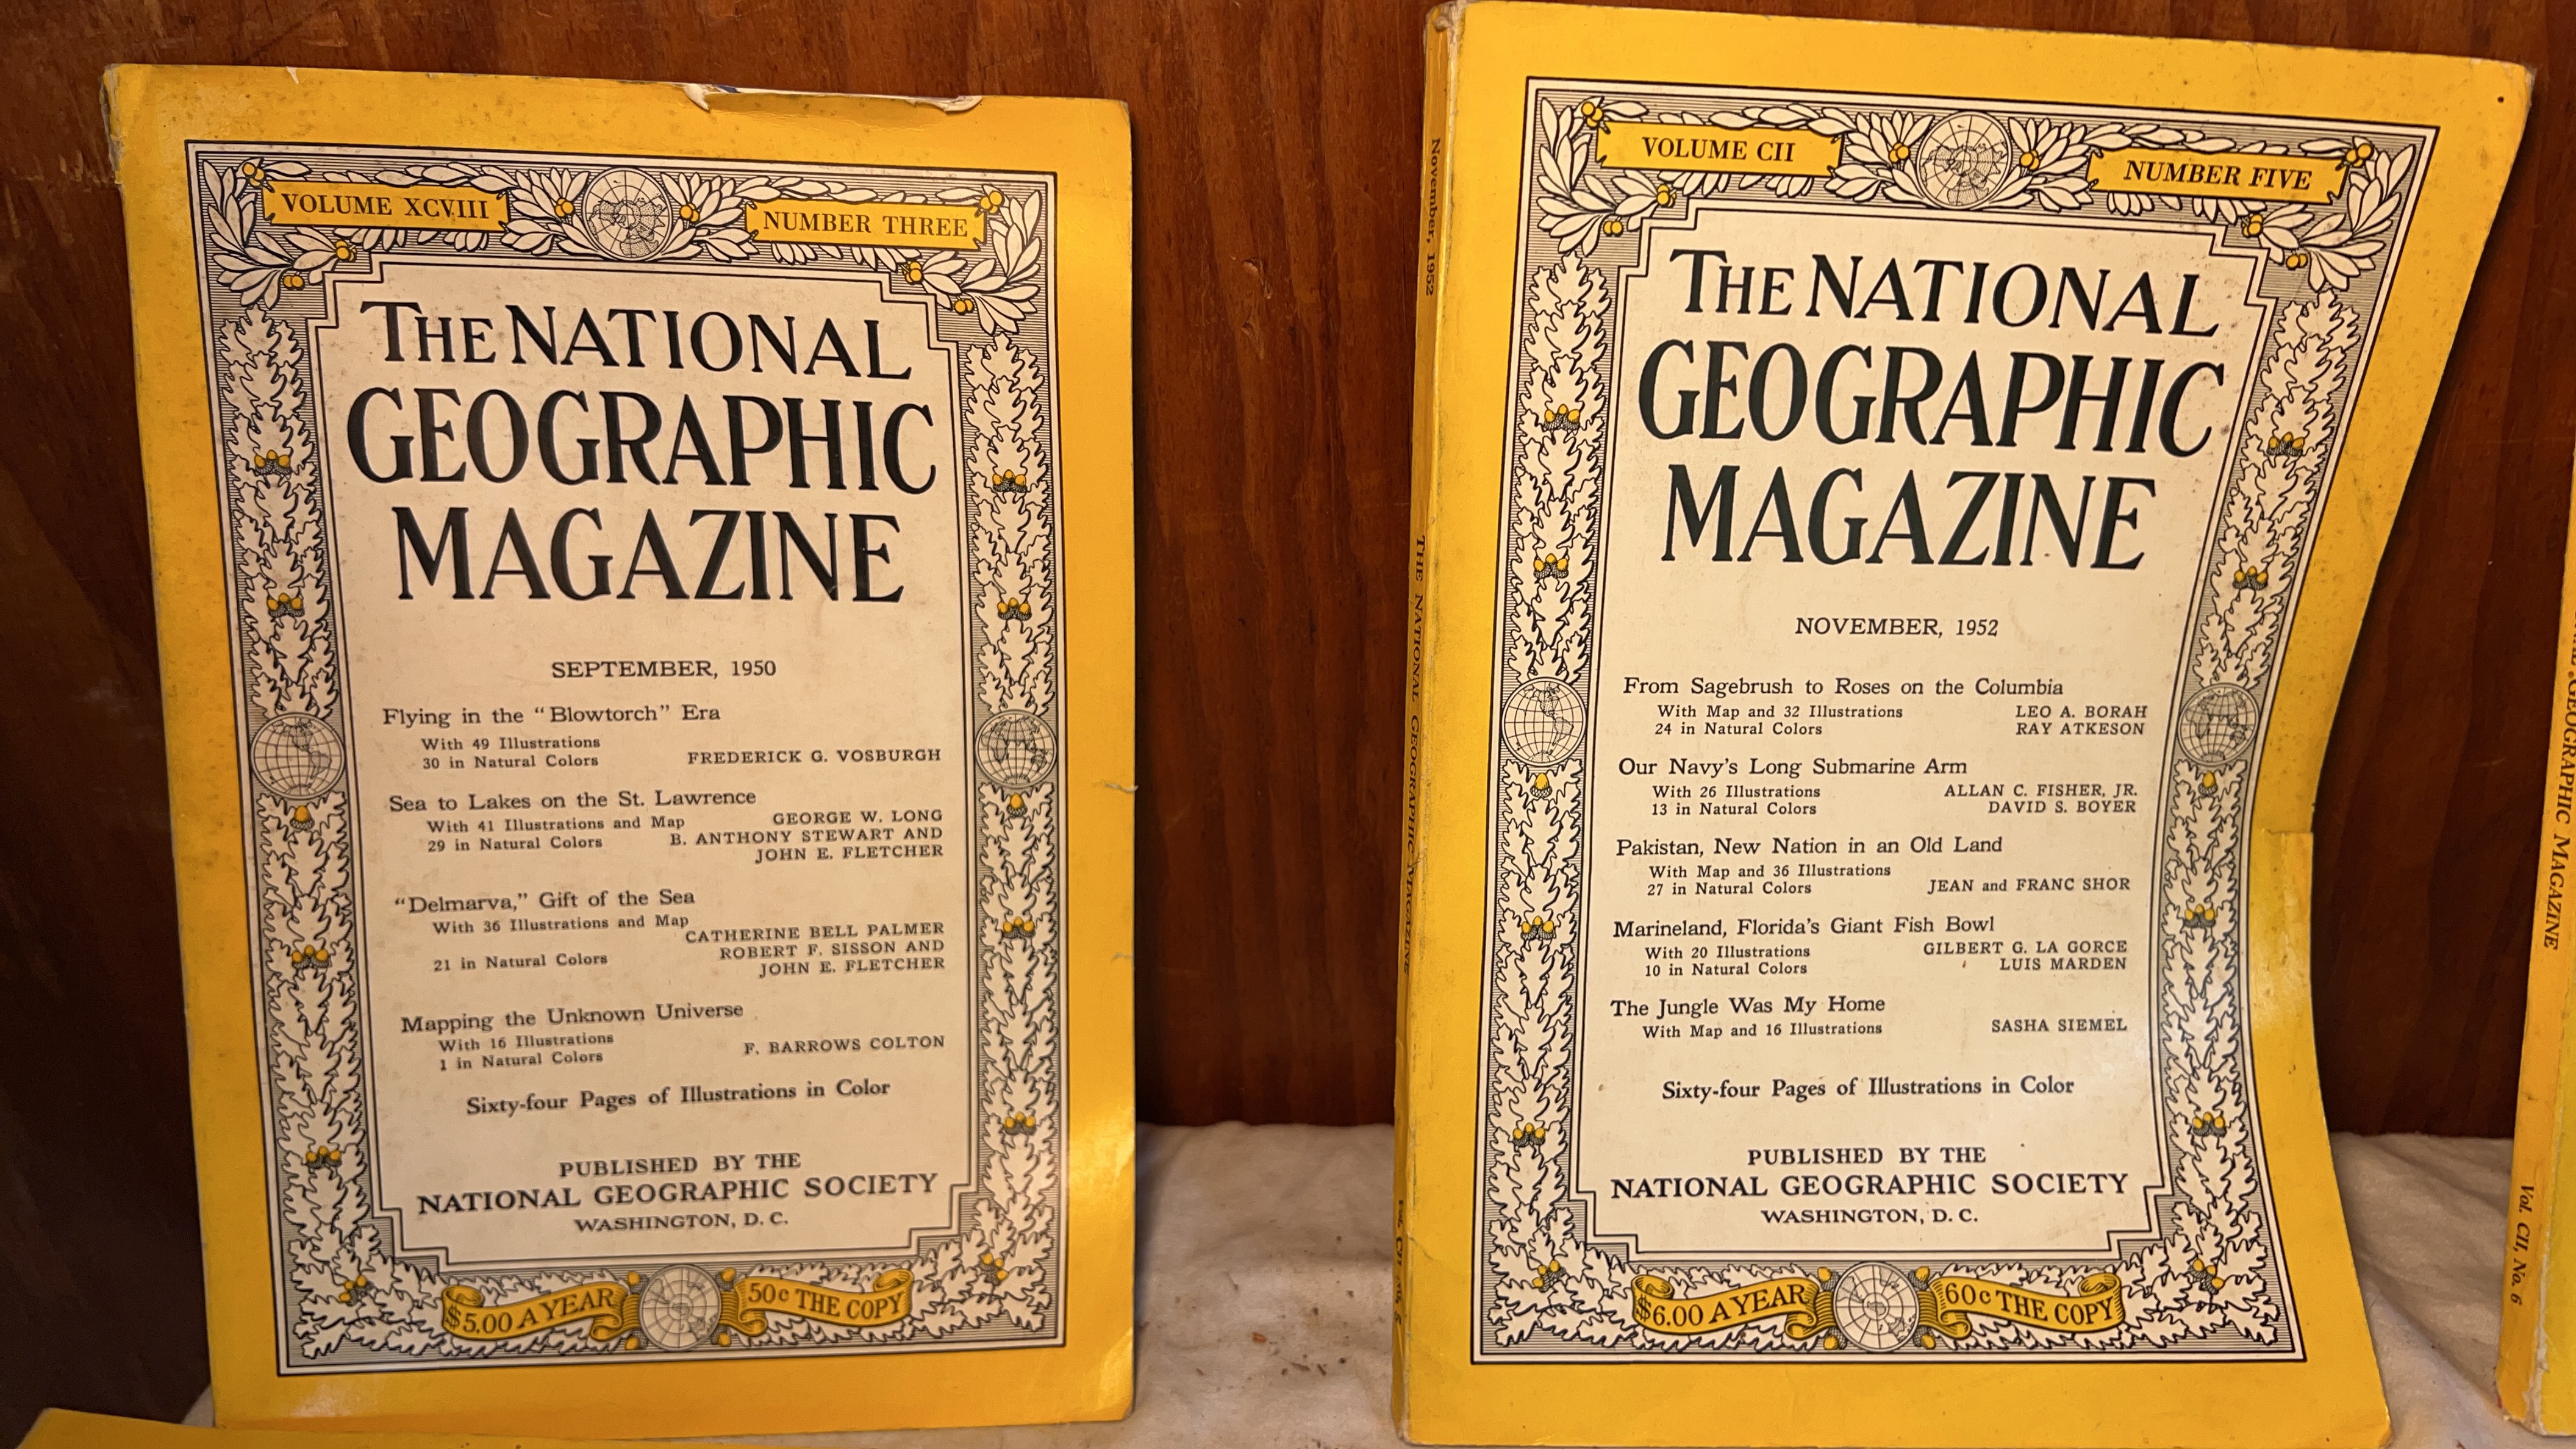 VOLUME XCVIII
NUMBER THREE
THE NATIONAL
GEOGRAPHIC
MAGAZINE
SEPTEMBER, 1950
Flying in the "Blowtorch" Era
With 49 Illustrations
30 in Natural Colors
FREDERICK G. VOSBURGH
Sea to Lakes on the St. Lawrence
With 41 Illustrations and Map
29 in Natural Colors
GEORGE W. LONG
B. ANTHONY STEWART AND
JOHN E. FLETCHER
"Delmarva," Gift of the Sea
With 36 Illustrations and Map
21 in Natural Colors
CATHERINE BELL PALMER
ROBERT F. SISSON AND
JOHN E. FLETCHER
Mapping the Unknown Universe
With 16 Illustrations
1 in Natural Colors
F. BARROWS COLTON
Sixty-four Pages of Illustrations in Color
PUBLISHED BY THE
NATIONAL GEOGRAPHIC SOCIETY
WASHINGTON, D. C.
$5.00 A YEAR
50c THE COPY
November, 1952
THE NATIONAL GEOGRAPHIC MAGAZINE
VOLUME CII
NUMBER FIVE
THE NATIONAL
GEOGRAPHIC
MAGAZINE
NOVEMBER, 1952
From Sagebrush to Roses on the Columbia
With Map and 32 Illustrations
24 in Natural Colors
LEO A. BORAH
RAY ATKESON
Our Navy's Long Submarine Arm
With 26 Illustrations
13 in Natural Colors
ALLAN C. FISHER, JR.
DAVID S. BOYER
Pakistan, New Nation in an Old Land
With Map and 36 Illustrations
27 in Natural Colors
JEAN and FRANC SHOR
Marineland, Florida's Giant Fish Bowl
With 20 Illustrations
10 in Natural Colors
GILBERT G. LA GORCE
LUIS MARDEN
The Jungle Was My Home
With Map and 16 Illustrations
SASHA SIEMEL
Sixty-four Pages of Illustrations in Color
PUBLISHED BY THE
NATIONAL GEOGRAPHIC SOCIETY
WASHINGTON, D. C.
$6.00 A YEAR
60c THE COPY
GEOGRAPHIC MAGAZINE
Vol. CII, No. 6